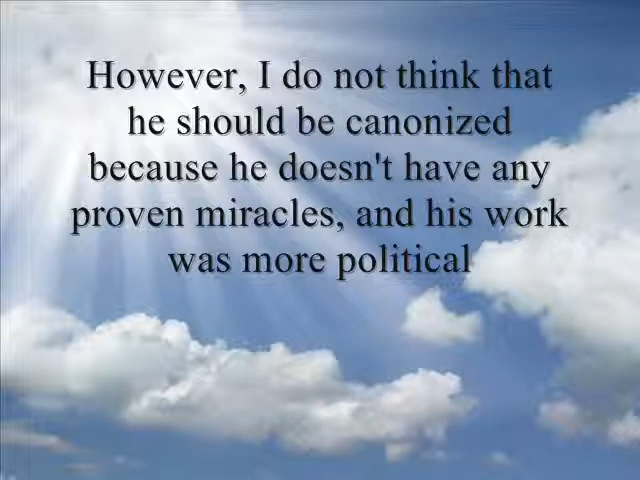 However, I do not think that
he should be canonized
because he doesn't have any
proven miracles, and his work
was more political